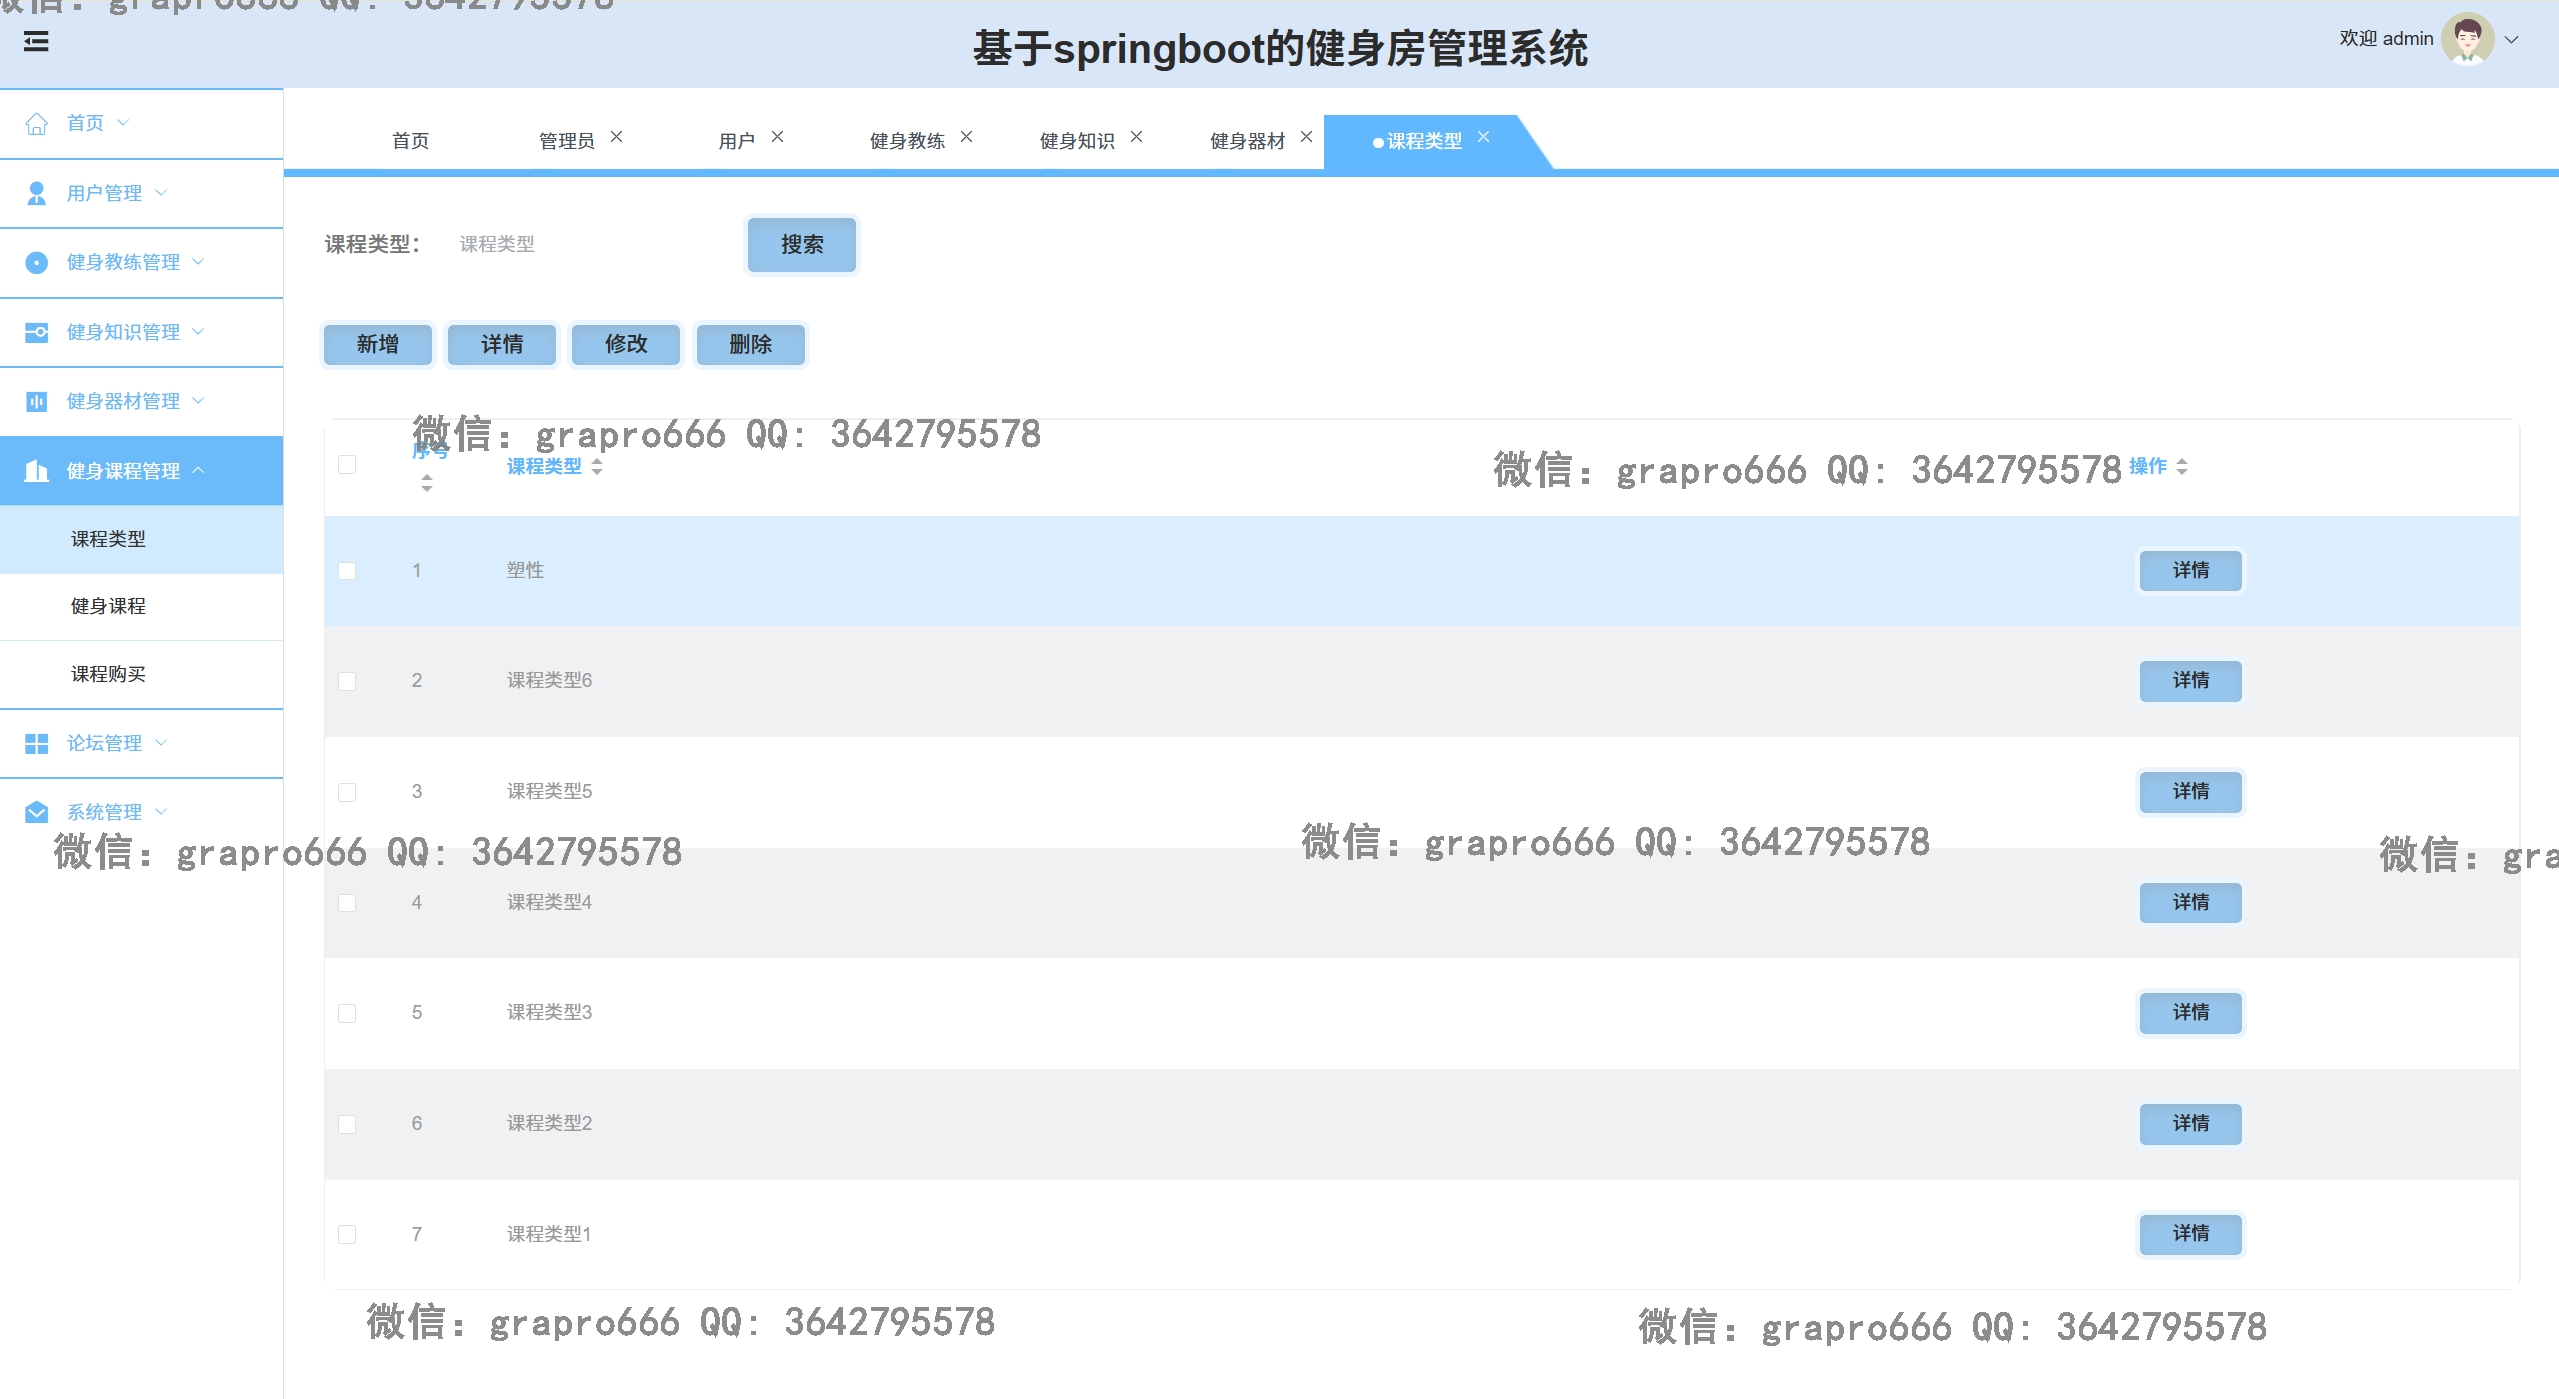 微信: grapro666 QQ: 3642795578
基于springboot的健身房管理系统
欢迎 admin
首页
用户管理
健身教练管理
健身知识管理
健身器材管理
健身课程管理
课程类型
健身课程
课程购买
论坛管理
系统管理
首页 管理员 用户 健身教练 健身知识 健身器材 课程类型
课程类型： 课程类型 搜索
新增 详情 修改 删除
微信: grapro666 QQ: 3642795578
序号 课程类型 操作
微信: grapro666 QQ: 3642795578
1 塑性 详情
2 课程类型6 详情
3 课程类型5 详情
微信: grapro666 QQ: 3642795578
微信: grapro666 QQ: 3642795578
微信: gra
4 课程类型4 详情
5 课程类型3 详情
6 课程类型2 详情
7 课程类型1 详情
微信: grapro666 QQ: 3642795578
微信: grapro666 QQ: 3642795578